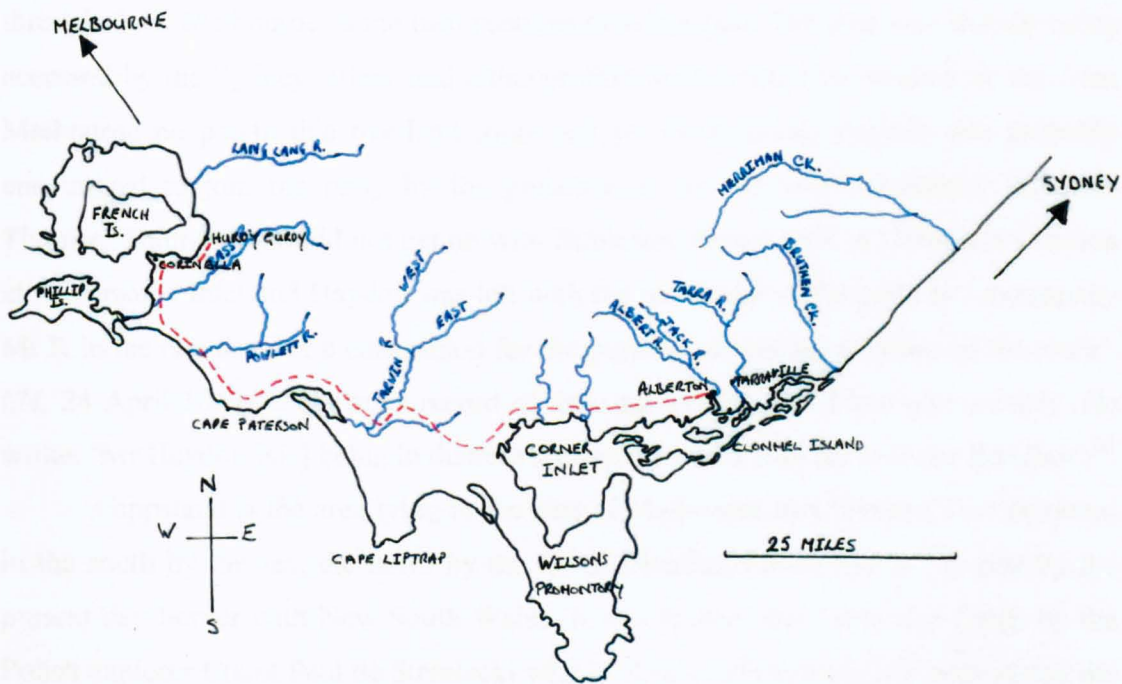 MELBOURNE
LANG LANG R.
MERRIMAN CK.
SYDNEY
FRENCH
IS.
HURDY GURDY
BASS R.
CORINELLA
PHILLIP
IS.
WEST
EAST
BRUTHEN CK.
TARRA R.
JACK R.
ALBERT R.
POWLETT R.
TARWIN R.
ALBERTON
TARRAVILLE
CAPE PATERSON
CORNER
INLET
ISLAND
N
W
E
S
25 MILES
CAPE LIPTRAP
WILSONS
PROMONTORY